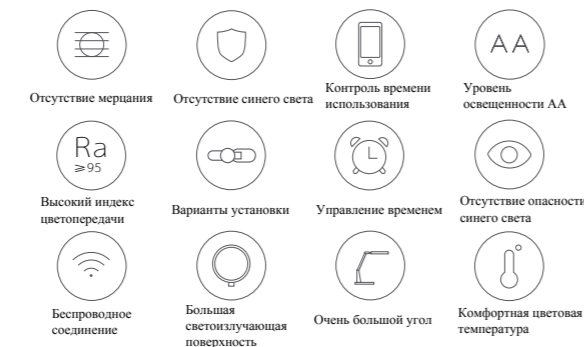 AA
Отсутствие мерцания
Отсутствие синего света
Контроль времени
использования
Уровень
освещенности AA
Ra
≥95
Высокий индекс
цветопередачи
Варианты установки
Управление временем
Отсутствие опасности
синего света
Беспроводное
соединение
Большая
светоизлучающая
поверхность
Очень большой угол
Комфортная цветовая
температура